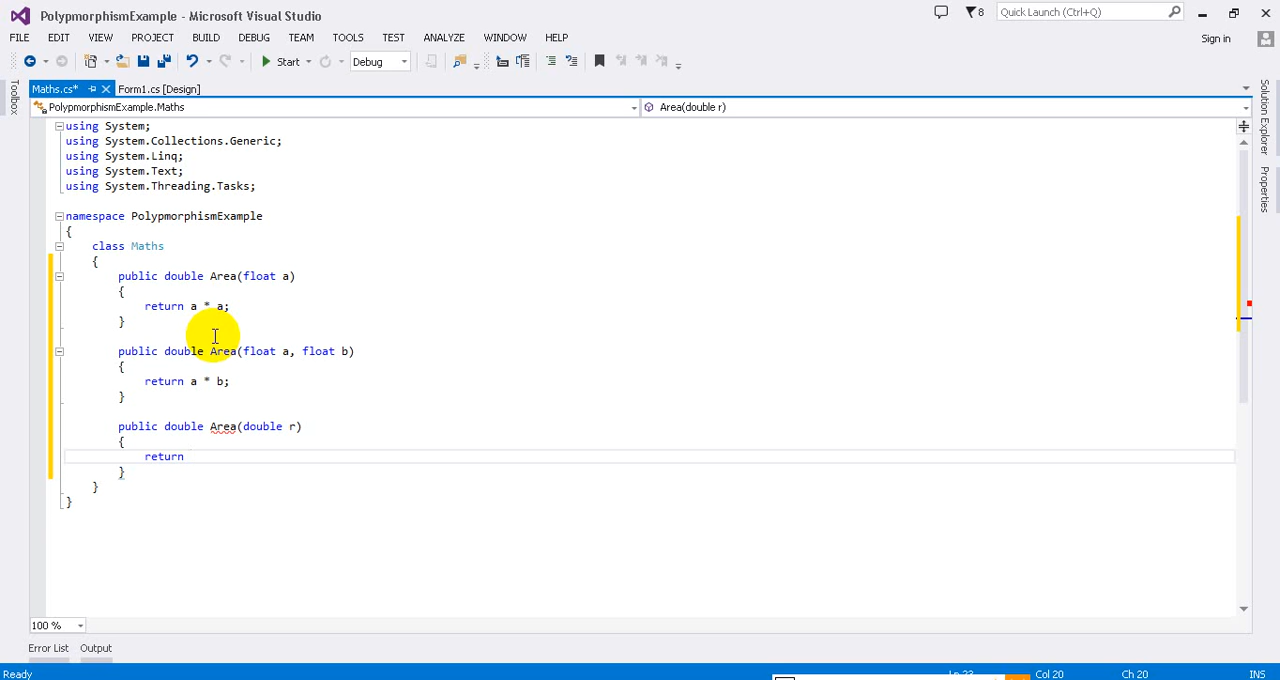 PolypmorphismExample - Microsoft Visual Studio
8
Quick Launch (Ctrl+Q)
FILE EDIT VIEW PROJECT BUILD DEBUG TEAM TOOLS TEST ANALYZE WINDOW HELP
Sign in
Start Debug
Toolbox
Maths.cs* Form1.cs [Design]
PolypmorphismExample.Maths Area(double r)
Solution Explorer
Properties
using System;
using System.Collections.Generic;
using System.Linq;
using System.Text;
using System.Threading.Tasks;
namespace PolypmorphismExample
{
class Maths
{
public double Area(float a)
{
return a * a;
}
public double Area(float a, float b)
{
return a * b;
}
public double Area(double r)
{
return
}
}
}
100 %
Error List Output
Ready Col 20 Ch 20 INS